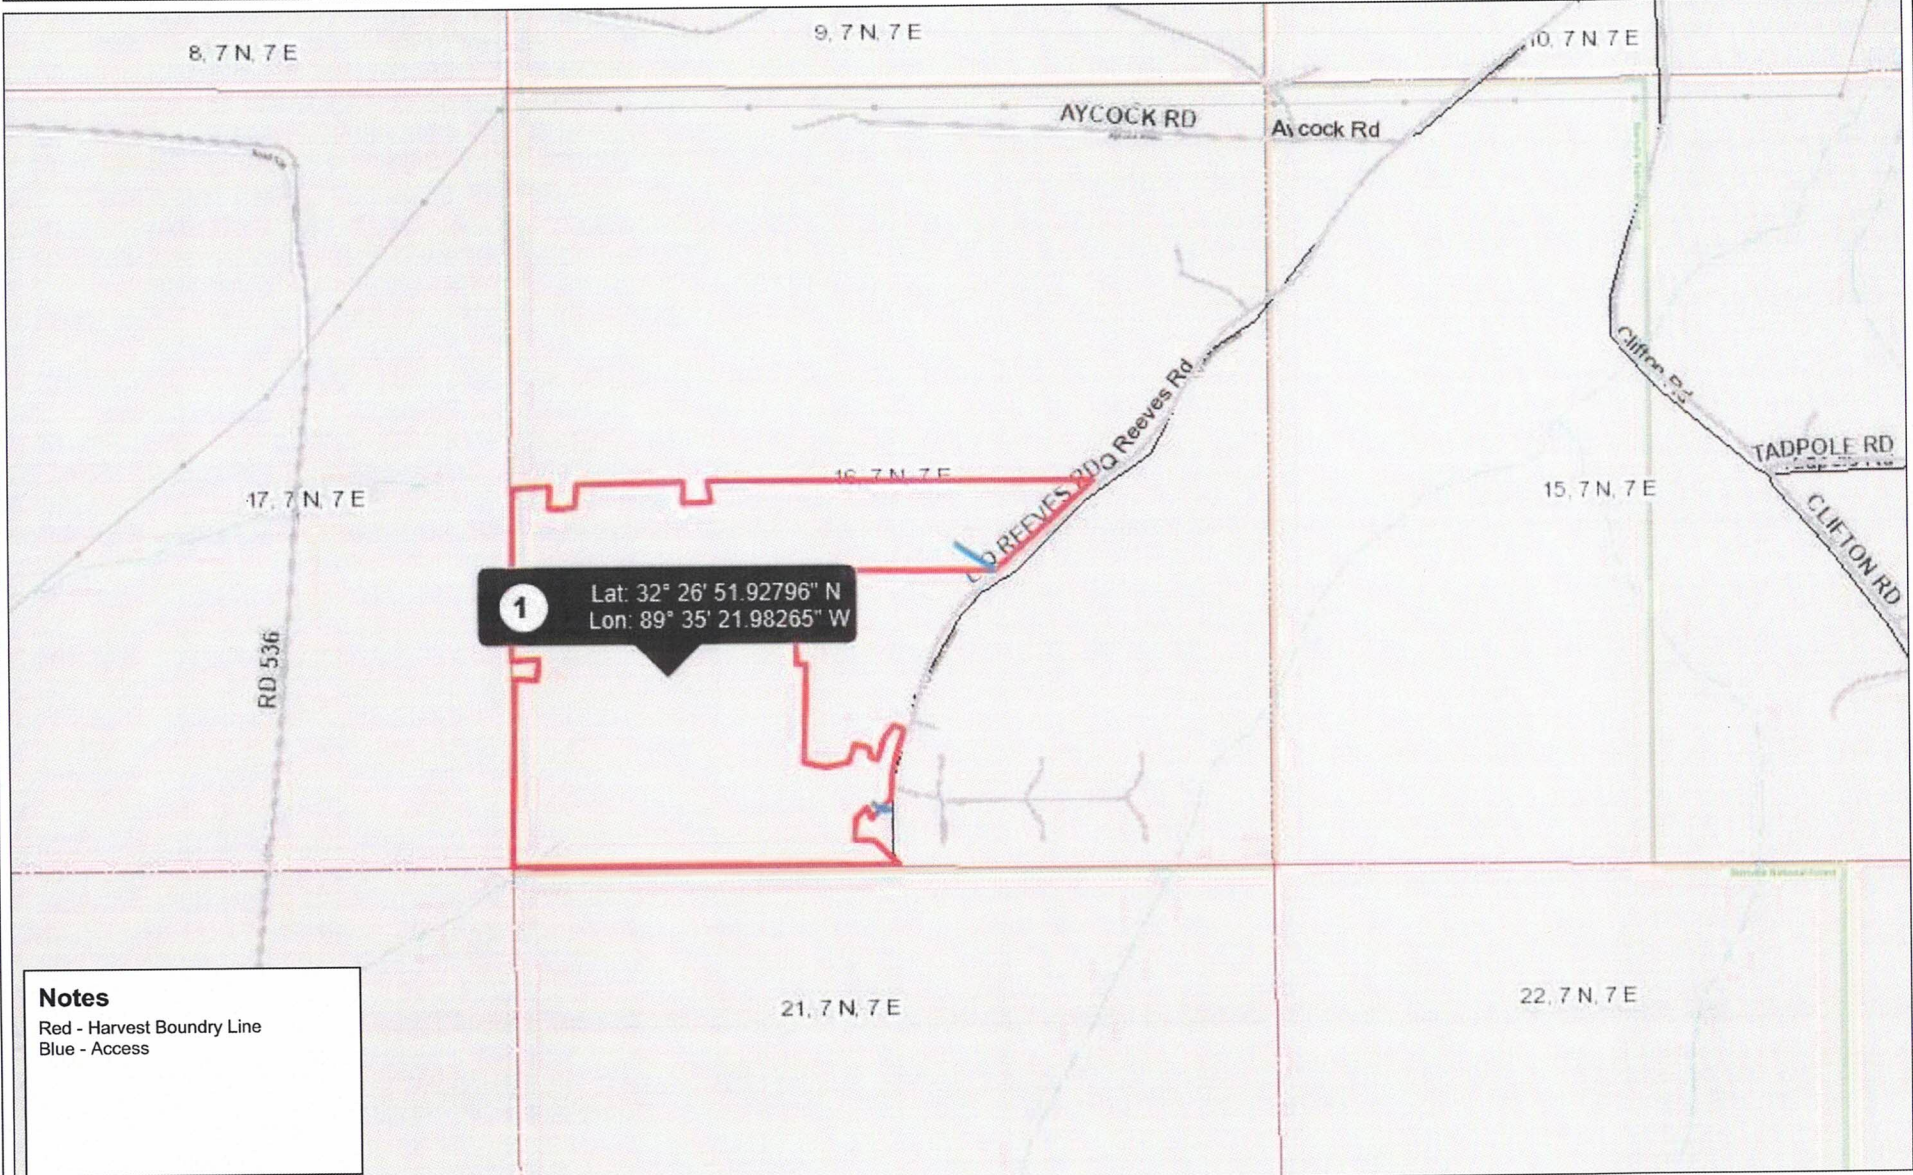 8, 7 N, 7 E
9, 7 N, 7 E
10, 7 N, 7 E
AYCOCK RD
Aycock Rd
Clifton Rd
Q Reeves Rd
TADPOLE RD
16, 7 N, 7 E
17, 7 N, 7 E
15, 7 N, 7 E
REEVES RD
CLIFTON RD
1
Lat: 32° 26' 51.92796" N
Lon: 89° 35' 21.98265" W
RD 536
Bienville National Forest
21, 7 N, 7 E
22, 7 N, 7 E
Notes
Red - Harvest Boundry Line
Blue - Access